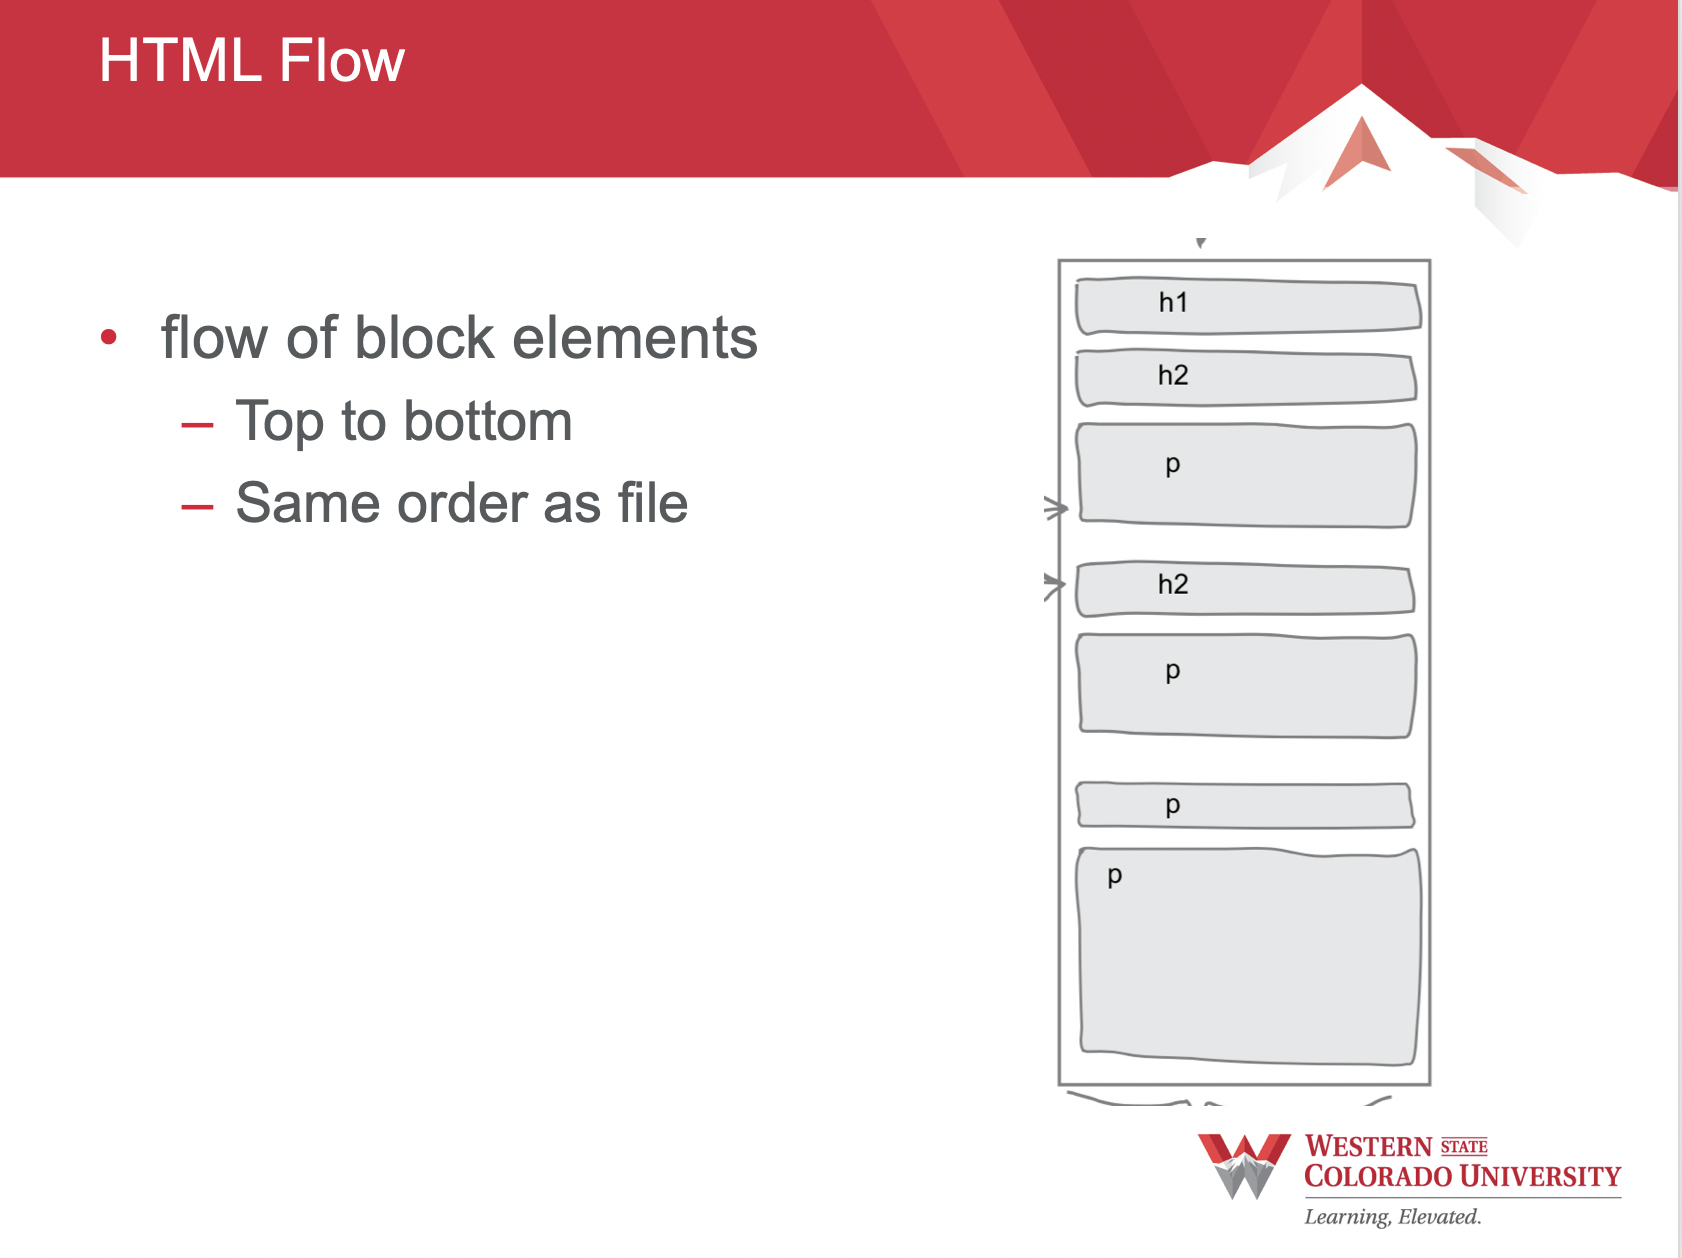 HTML Flow
• flow of block elements
– Top to bottom
– Same order as file
h1
h2
p
h2
p
p
p
WESTERN STATE
COLORADO UNIVERSITY
Learning, Elevated.